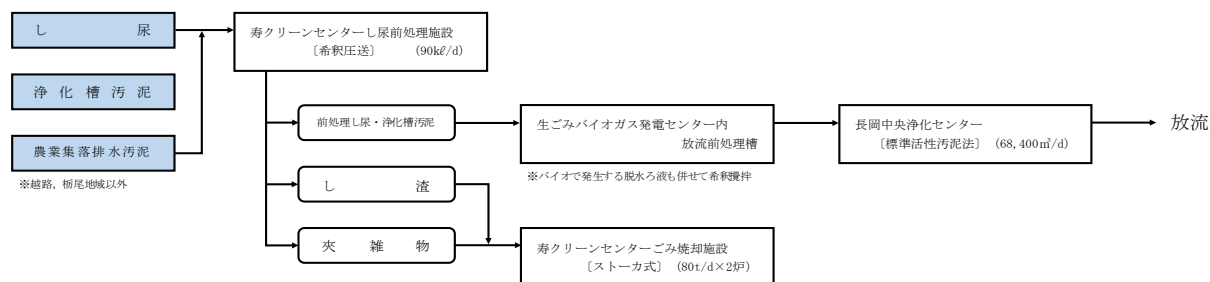 し尿
寿クリーンセンターし尿前処理施設
〔希釈圧送〕 (90kℓ/d)
浄化槽汚泥
前処理し尿・浄化槽汚泥
生ごみバイオガス発電センター内
放流前処理槽
長岡中央浄化センター
〔標準活性汚泥法〕 (68,400㎥/d)
放流
農業集落排水汚泥
※越路，栃尾地域以外
※バイオで発生する脱水ろ液も併せて希釈攪拌
し渣
夾雑物
寿クリーンセンターごみ焼却施設
〔ストーカ式〕 (80t/d×2炉)